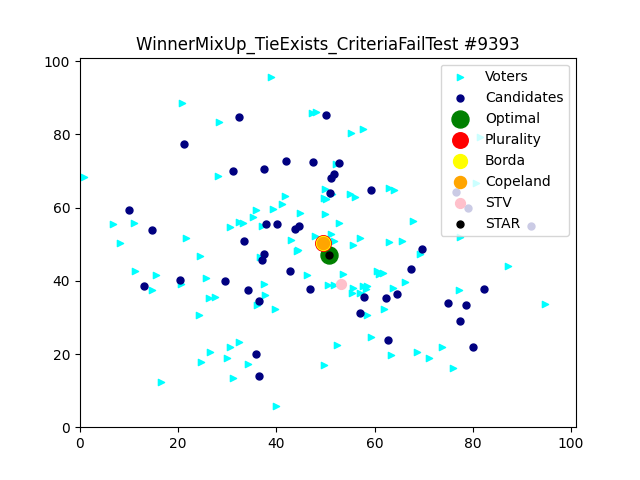 WinnerMixUp_TieExists_CriteriaFailTest #9393
100
80
60
40
20
0
0
20
40
60
80
100
Voters
Candidates
Optimal
Plurality
Borda
Copeland
STV
STAR